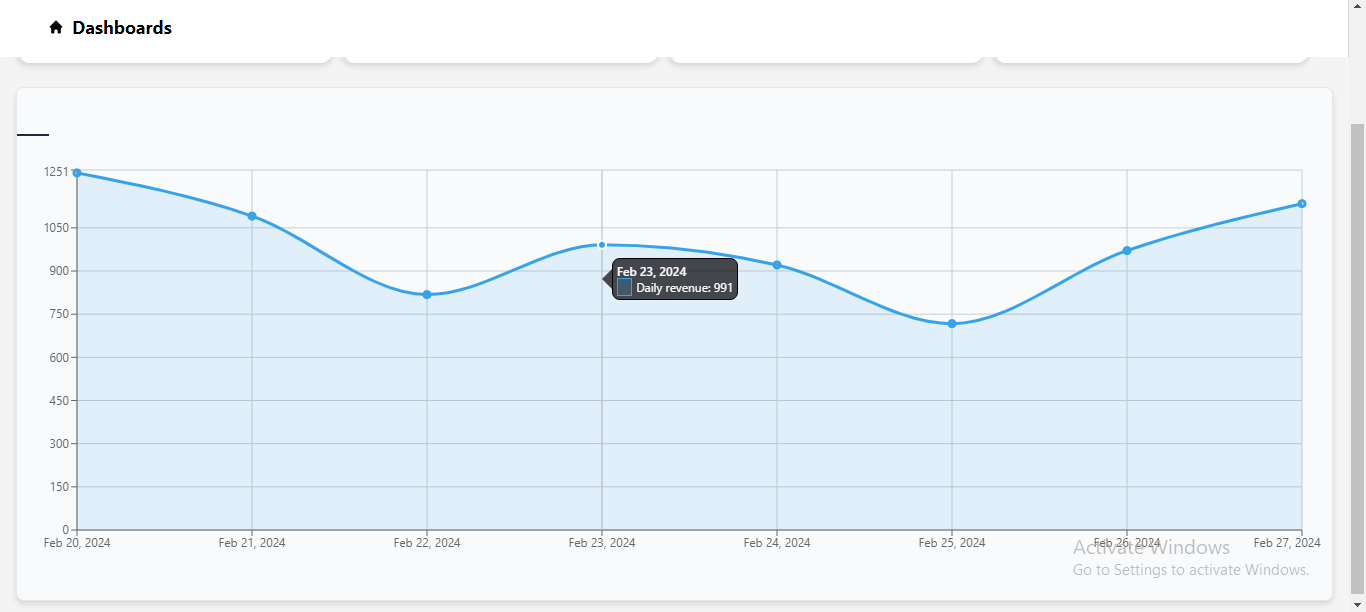 Dashboards
1251
1050
900
750
600
450
300
150
0
Feb 23, 2024
Daily revenue: 991
Feb 20, 2024 Feb 21, 2024 Feb 22, 2024 Feb 23, 2024 Feb 24, 2024 Feb 25, 2024 Feb 26, 2024 Feb 27, 2024
Activate Windows
Go to Settings to activate Windows.